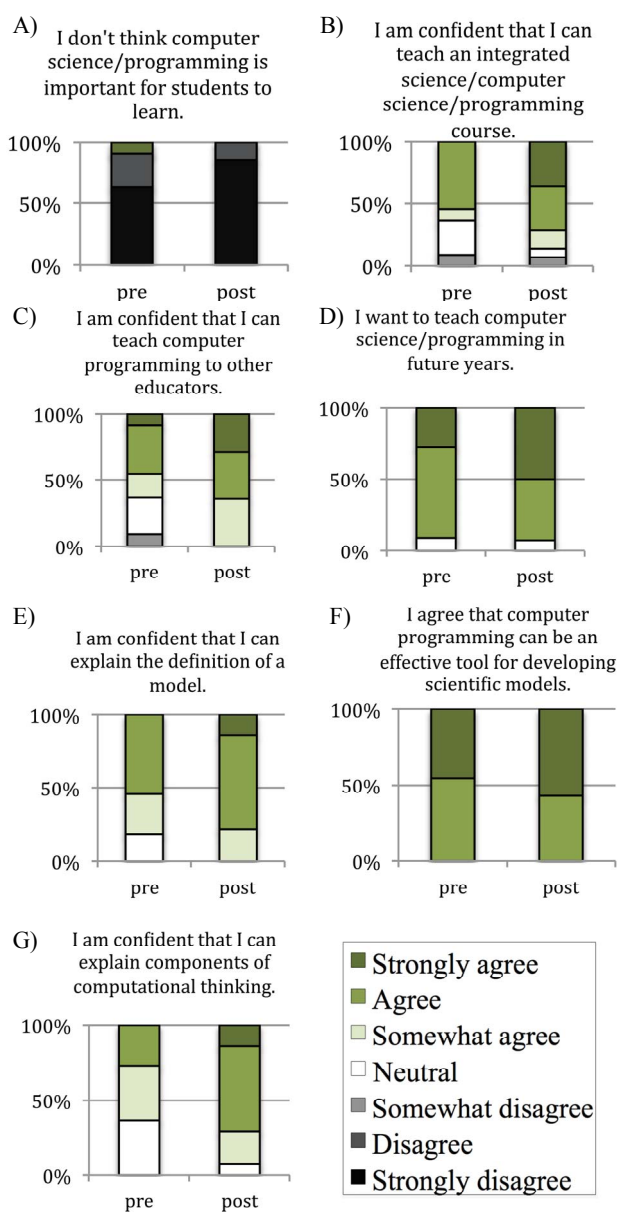 A)
I don't think computer
science/programming is
important for students to
learn.
100%
50%
0%
pre post
B)
I am confident that I can
teach an integrated
science/computer
science/programming
course.
100%
50%
0%
pre post
C)
I am confident that I can
teach computer
programming to other
educators.
100%
50%
0%
pre post
D)
I want to teach computer
science/programming in
future years.
100%
50%
0%
pre post
E)
I am confident that I can
explain the definition of a
model.
100%
50%
0%
pre post
F)
I agree that computer
programming can be an
effective tool for developing
scientific models.
100%
50%
0%
pre post
G)
I am confident that I can
explain components of
computational thinking.
100%
50%
0%
pre post
Strongly agree
Agree
Somewhat agree
Neutral
Somewhat disagree
Disagree
Strongly disagree